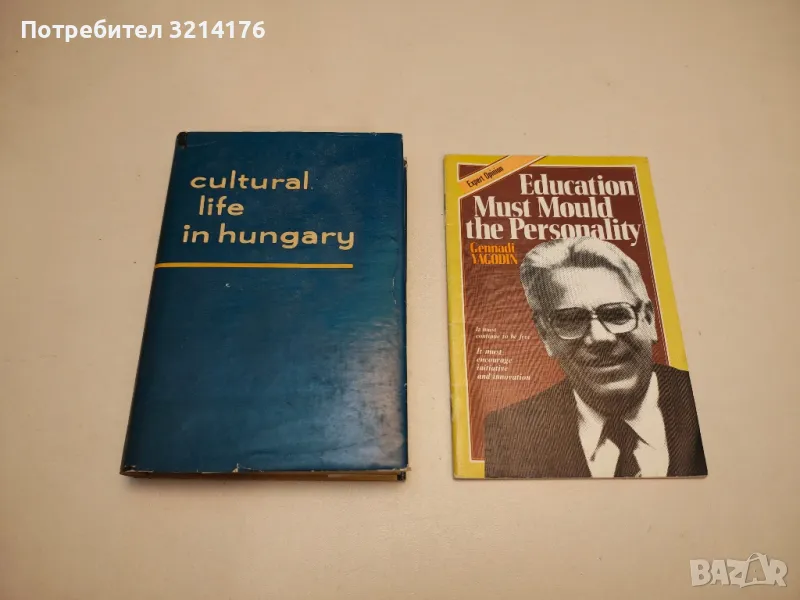 Потребител 3214176
cultural
life
in hungary
Expert Opinion
Education
Must Mould
the Personality
Gennadi
YAGODIN
It must
continue to be free
It must
encourage
initiative
and innovation
BAZAR